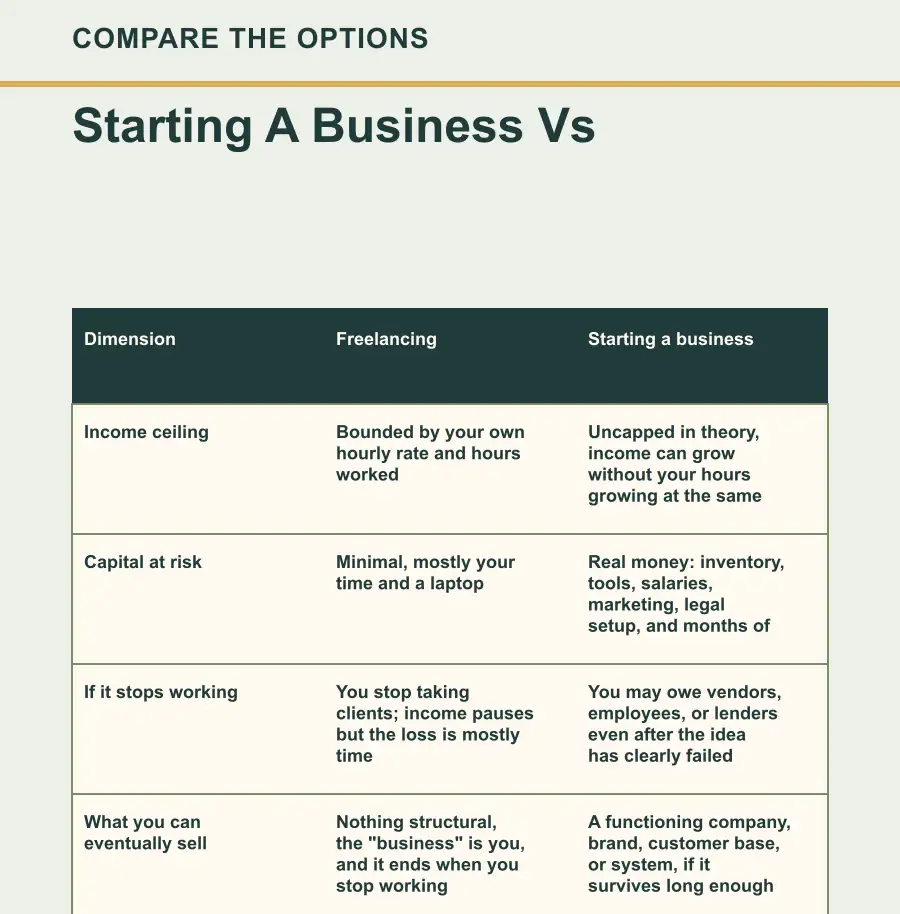 COMPARE THE OPTIONS
Starting A Business Vs
Dimension
Freelancing
Starting a business
Income ceiling
Bounded by your own
hourly rate and hours
worked
Uncapped in theory,
income can grow
without your hours
growing at the same
Capital at risk
Minimal, mostly your
time and a laptop
Real money: inventory,
tools, salaries,
marketing, legal
setup, and months of
If it stops working
You stop taking
clients; income pauses
but the loss is mostly
time
You may owe vendors,
employees, or lenders
even after the idea
has clearly failed
What you can
eventually sell
Nothing structural,
the "business" is you,
and it ends when you
stop working
A functioning company,
brand, customer base,
or system, if it
survives long enough